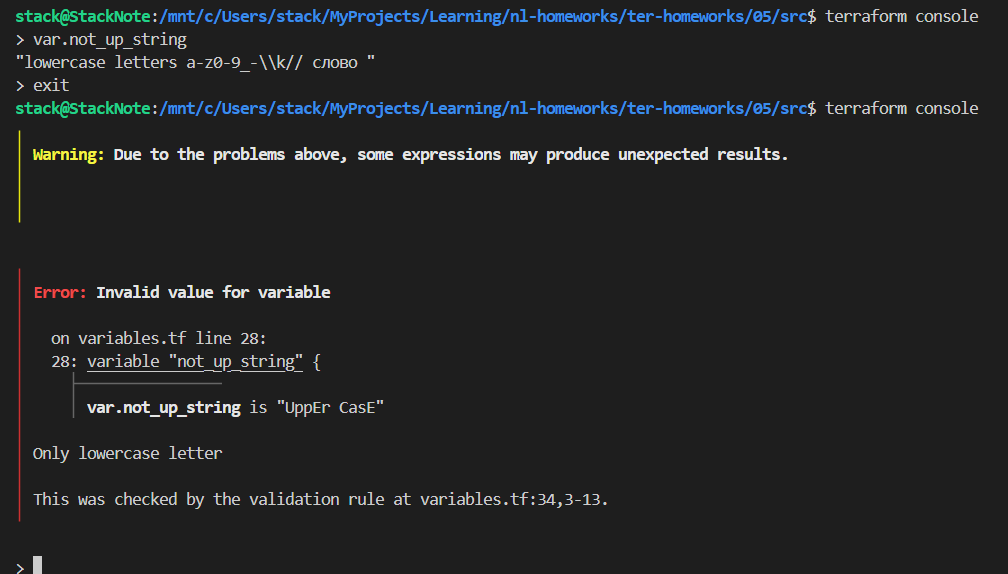 stack@StackNote:/mnt/c/Users/stack/MyProjects/Learning/nl-homeworks/ter-homeworks/05/src$ terraform console
> var.not_up_string
"lowercase letters a-z0-9_-\\k// слово "
> exit
stack@StackNote:/mnt/c/Users/stack/MyProjects/Learning/nl-homeworks/ter-homeworks/05/src$ terraform console
Warning: Due to the problems above, some expressions may produce unexpected results.
Error: Invalid value for variable
on variables.tf line 28:
28: variable "not_up_string" {
var.not_up_string is "UppEr CasE"
Only lowercase letter
This was checked by the validation rule at variables.tf:34,3-13.
>